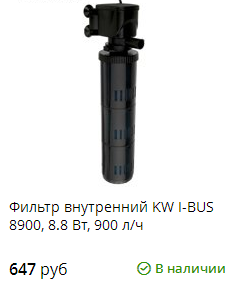 Фильтр внутренний KW I-BUS
8900, 8.8 Вт, 900 л/ч
647 руб
В наличии